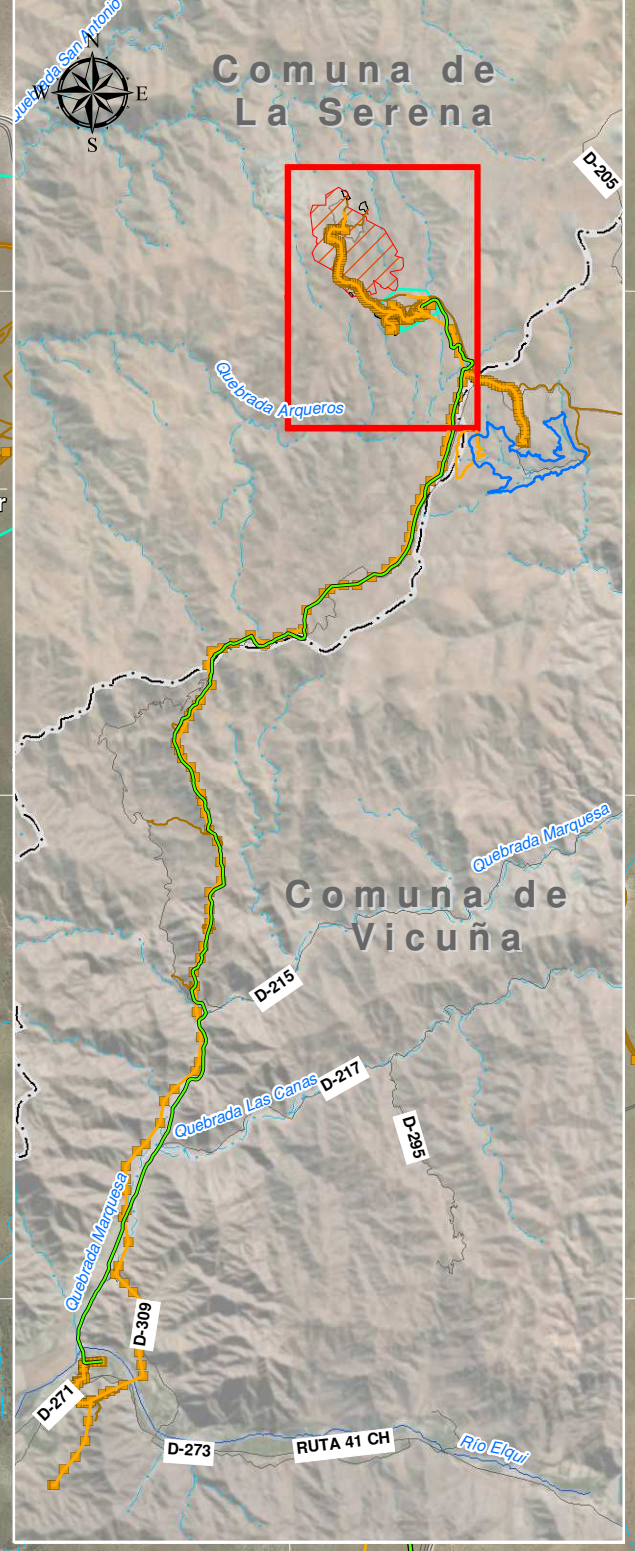 Quebrada San Antonio
N
W
E
S
Comuna de
La Serena
D-205
Quebrada Arqueros
r
Quebrada Marquesa
Comuna de
Vicuña
D-215
D-217
Quebrada Las Canas
D-295
Quebrada Marquesa
D-309
D-271
D-273
RUTA 41 CH
Río Elqui